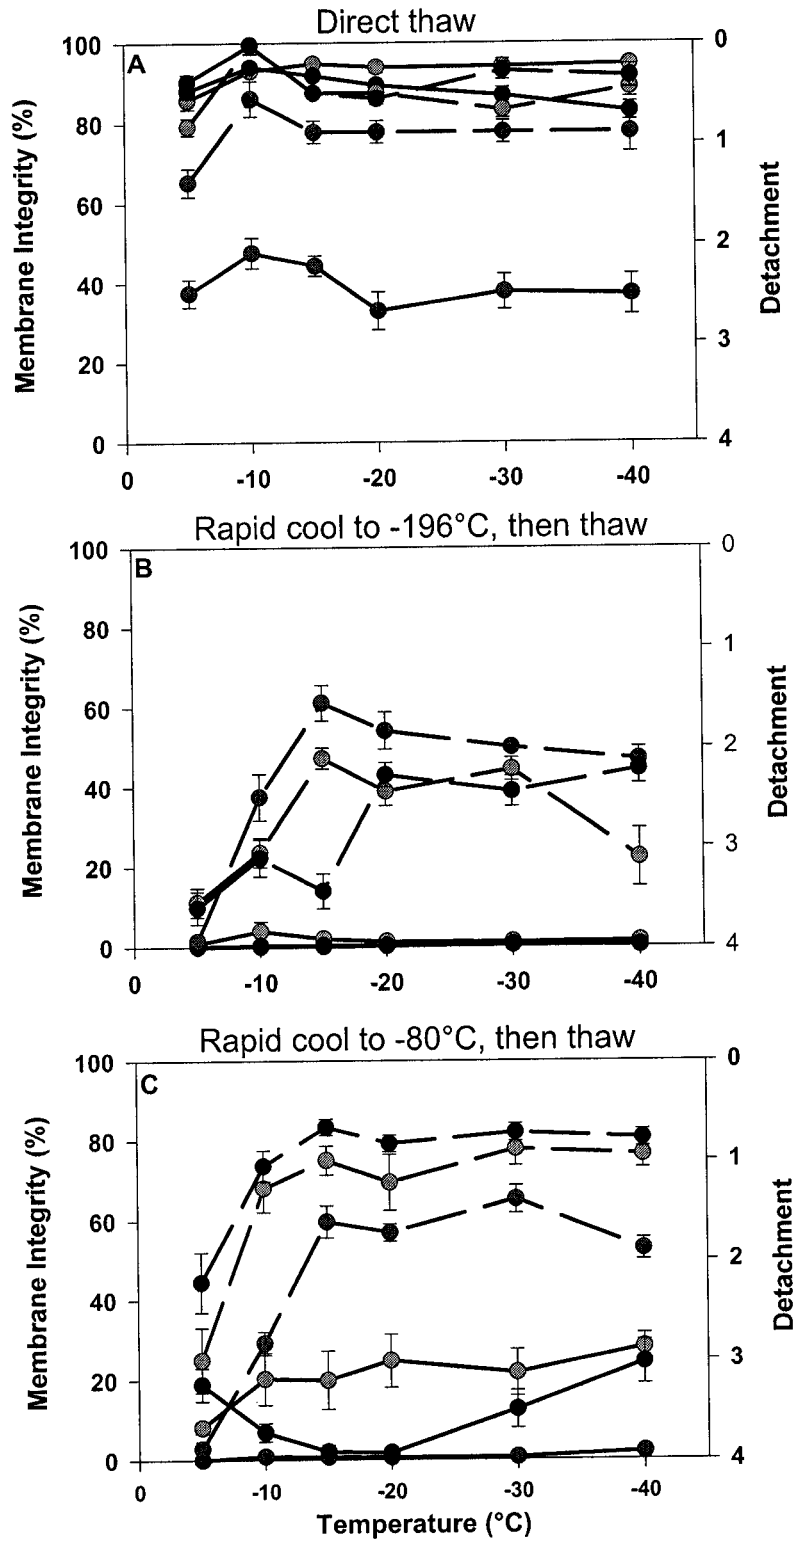 Direct thaw
A
100
80
60
40
20
0
Membrane Integrity (%)
0
1
2
3
4
Detachment
0 -10 -20 -30 -40
Rapid cool to -196°C, then thaw
B
100
80
60
40
20
0
Membrane Integrity (%)
0
1
2
3
4
Detachment
0 -10 -20 -30 -40
Rapid cool to -80°C, then thaw
C
100
80
60
40
20
0
Membrane Integrity (%)
0
1
2
3
4
Detachment
0 -10 -20 -30 -40
Temperature (°C)